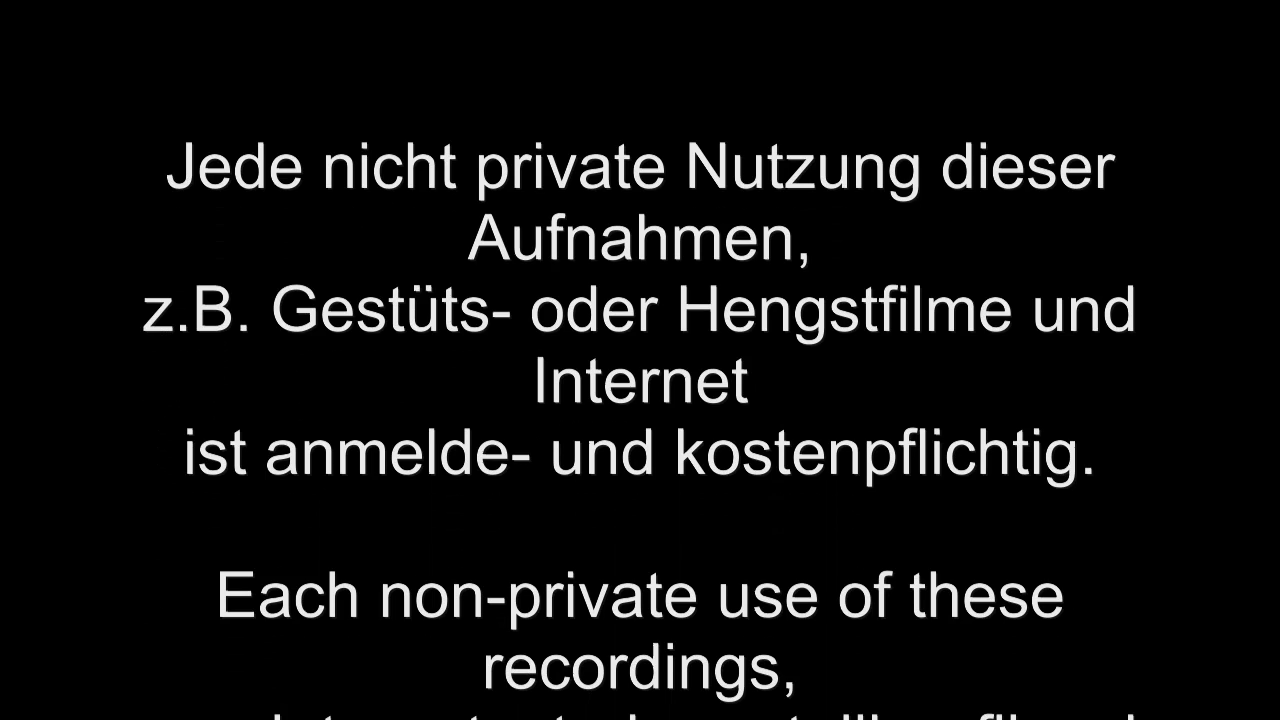 Jede nicht private Nutzung dieser
Aufnahmen,
z.B. Gestüts- oder Hengstfilme und
Internet
ist anmelde- und kostenpflichtig.
Each non-private use of these
recordings,